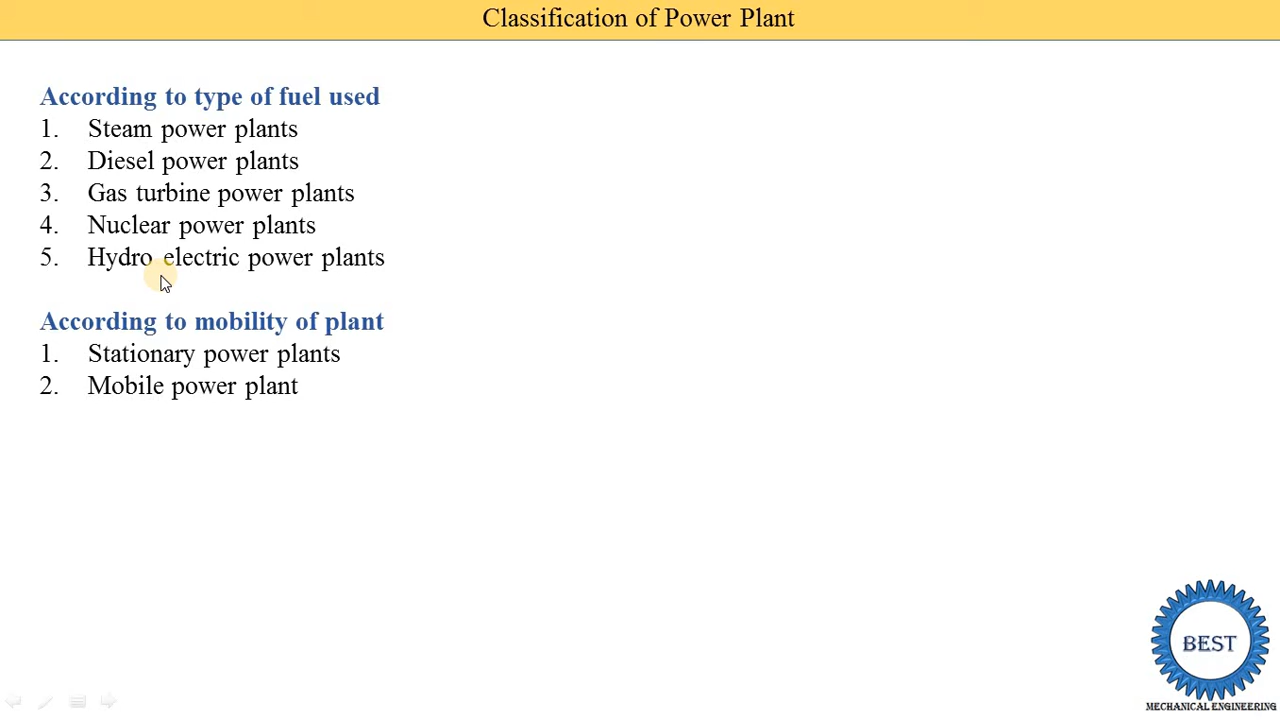 Classification of Power Plant
According to type of fuel used
1. Steam power plants
2. Diesel power plants
3. Gas turbine power plants
4. Nuclear power plants
5. Hydro electric power plants
According to mobility of plant
1. Stationary power plants
2. Mobile power plant
BEST
MECHANICAL ENGINEERING